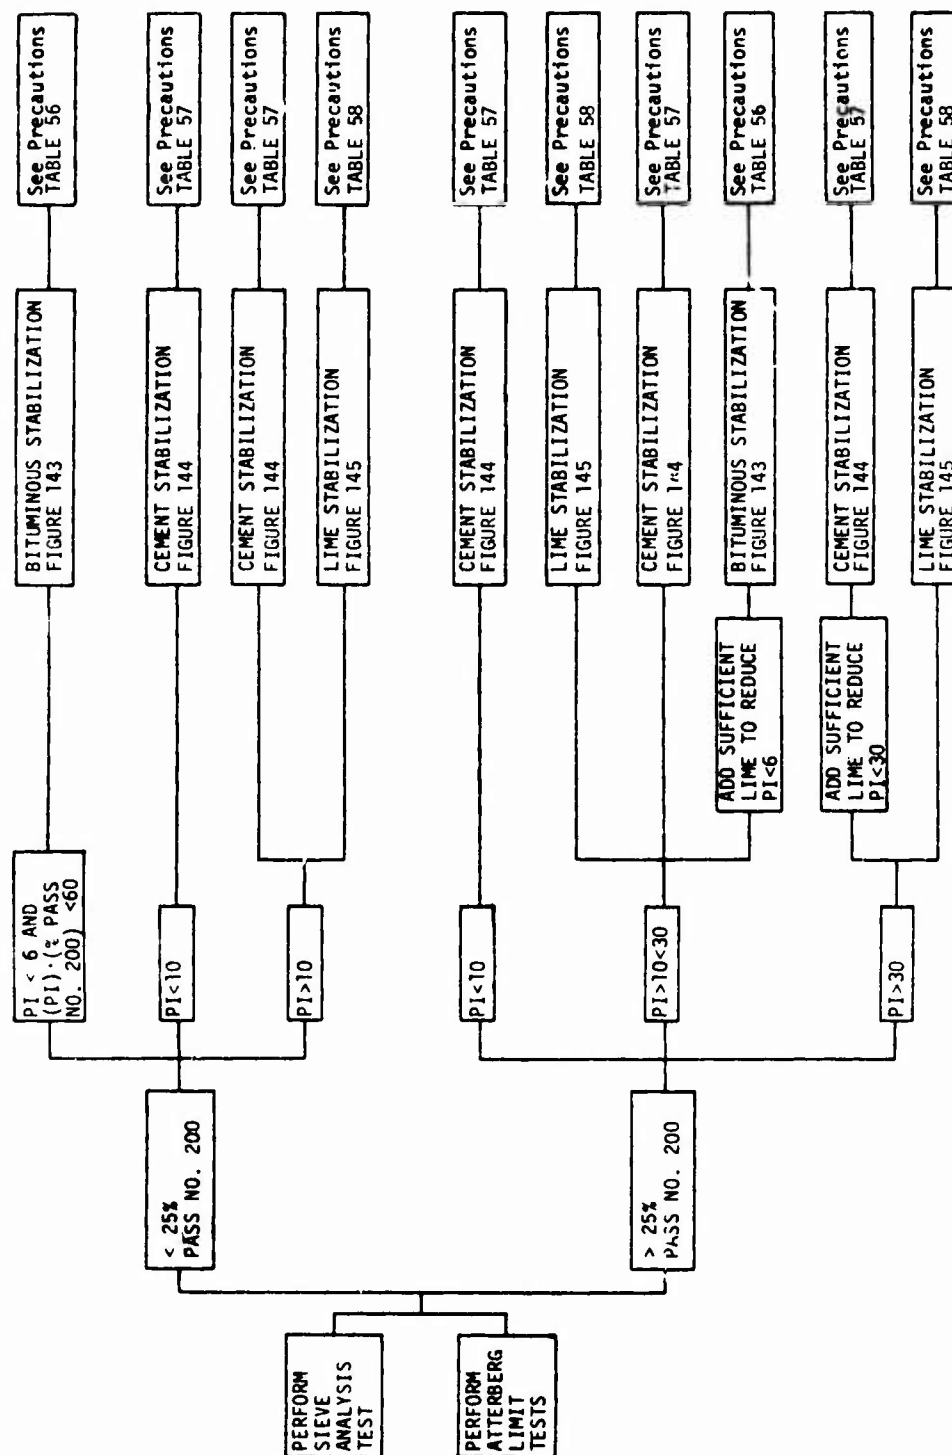 PERFORM
SIEVE
ANALYSIS
TEST
PERFORM
ATTERBERG
LIMIT
TESTS
< 25%
PASS NO. 200
> 25%
PASS NO. 200
PI < 6 AND
(PI)·(% PASS
NO. 200) <60
PI<10
PI>10
PI<10
PI>10<30
PI>30
ADD SUFFICIENT
LIME TO REDUCE
PI<6
ADD SUFFICIENT
LIME TO REDUCE
PI<30
BITUMINOUS STABILIZATION
FIGURE 143
CEMENT STABILIZATION
FIGURE 144
CEMENT STABILIZATION
FIGURE 144
LIME STABILIZATION
FIGURE 145
CEMENT STABILIZATION
FIGURE 144
LIME STABILIZATION
FIGURE 145
CEMENT STABILIZATION
FIGURE
BITUMINOUS STABILIZATION
FIGURE 143
CEMENT STABILIZATION
FIGURE 144
LIME STABILIZATION
FIGURE 145
See Precautions
TABLE 56
See Precautions
TABLE 57
See Precautions
TABLE 57
See Precautions
TABLE 58
See Precautions
TABLE 57
See Precautions
TABLE 58
See Precautions
TABLE 57
See Precautions
TABLE 56
See Precautions
TABLE 57
See Precautions
TABLE 58